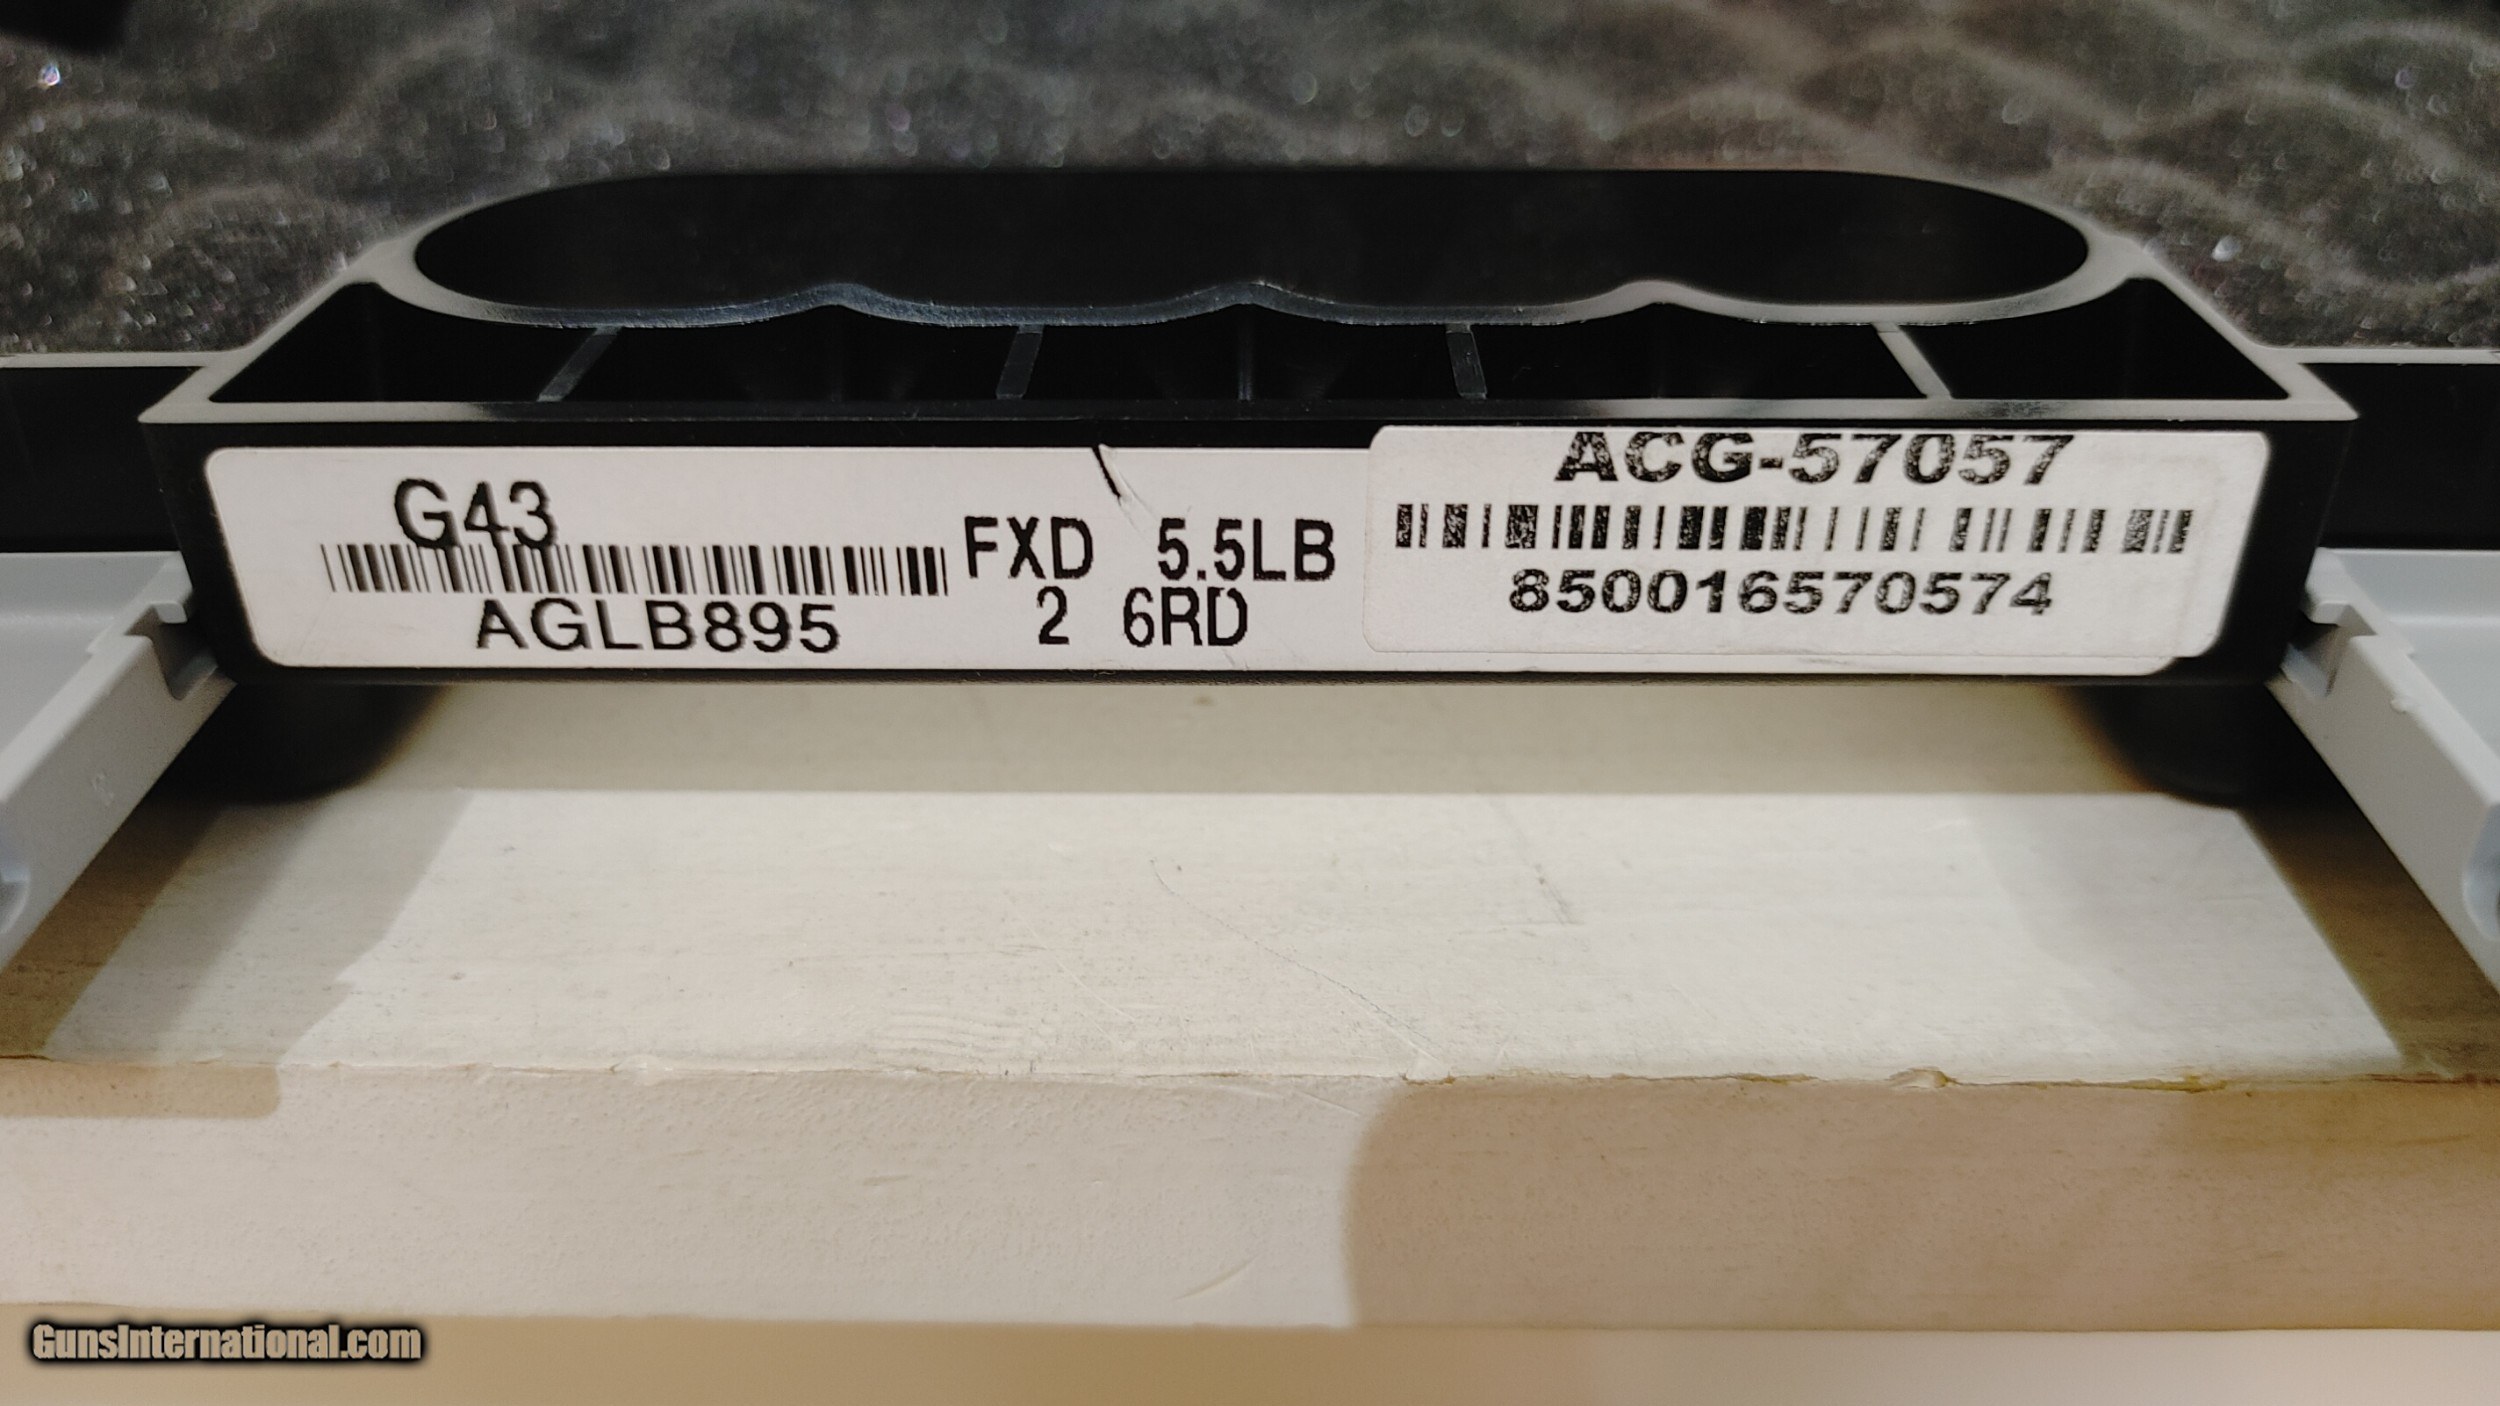 G43
AGLB895
FXD 5.5LB
2 6RD
ACG-57057
850016570574
GunsInternational.com